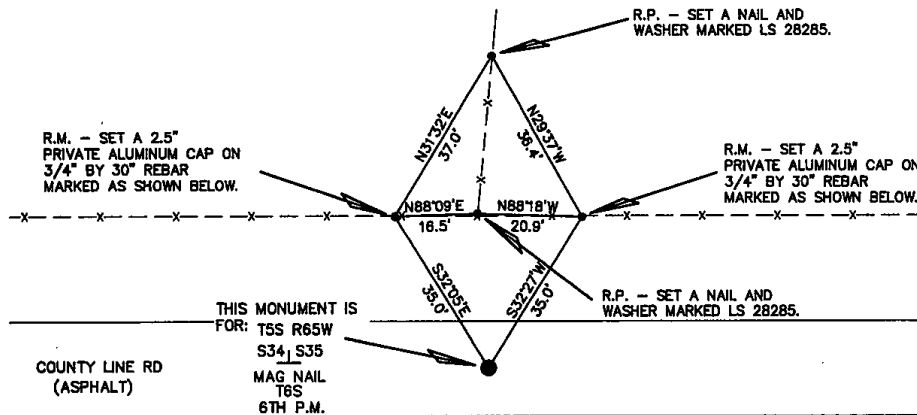 R.P. – SET A NAIL AND
WASHER MARKED LS 28285.
R.M. – SET A 2.5"
PRIVATE ALUMINUM CAP ON
3/4" BY 30" REBAR
MARKED AS SHOWN BELOW.
N31°32'E
37.0'
N29°37'W
36.4'
R.M. – SET A 2.5"
PRIVATE ALUMINUM CAP ON
3/4" BY 30" REBAR
MARKED AS SHOWN BELOW.
N88°09'E
16.5'
N88°18'W
20.9'
S32°05'E
35.0'
S32°27'W
35.0'
R.P. – SET A NAIL AND
WASHER MARKED LS 28285.
THIS MONUMENT IS
FOR: T5S R65W
S34 S35
MAG NAIL
T6S
6TH P.M.
COUNTY LINE RD
(ASPHALT)